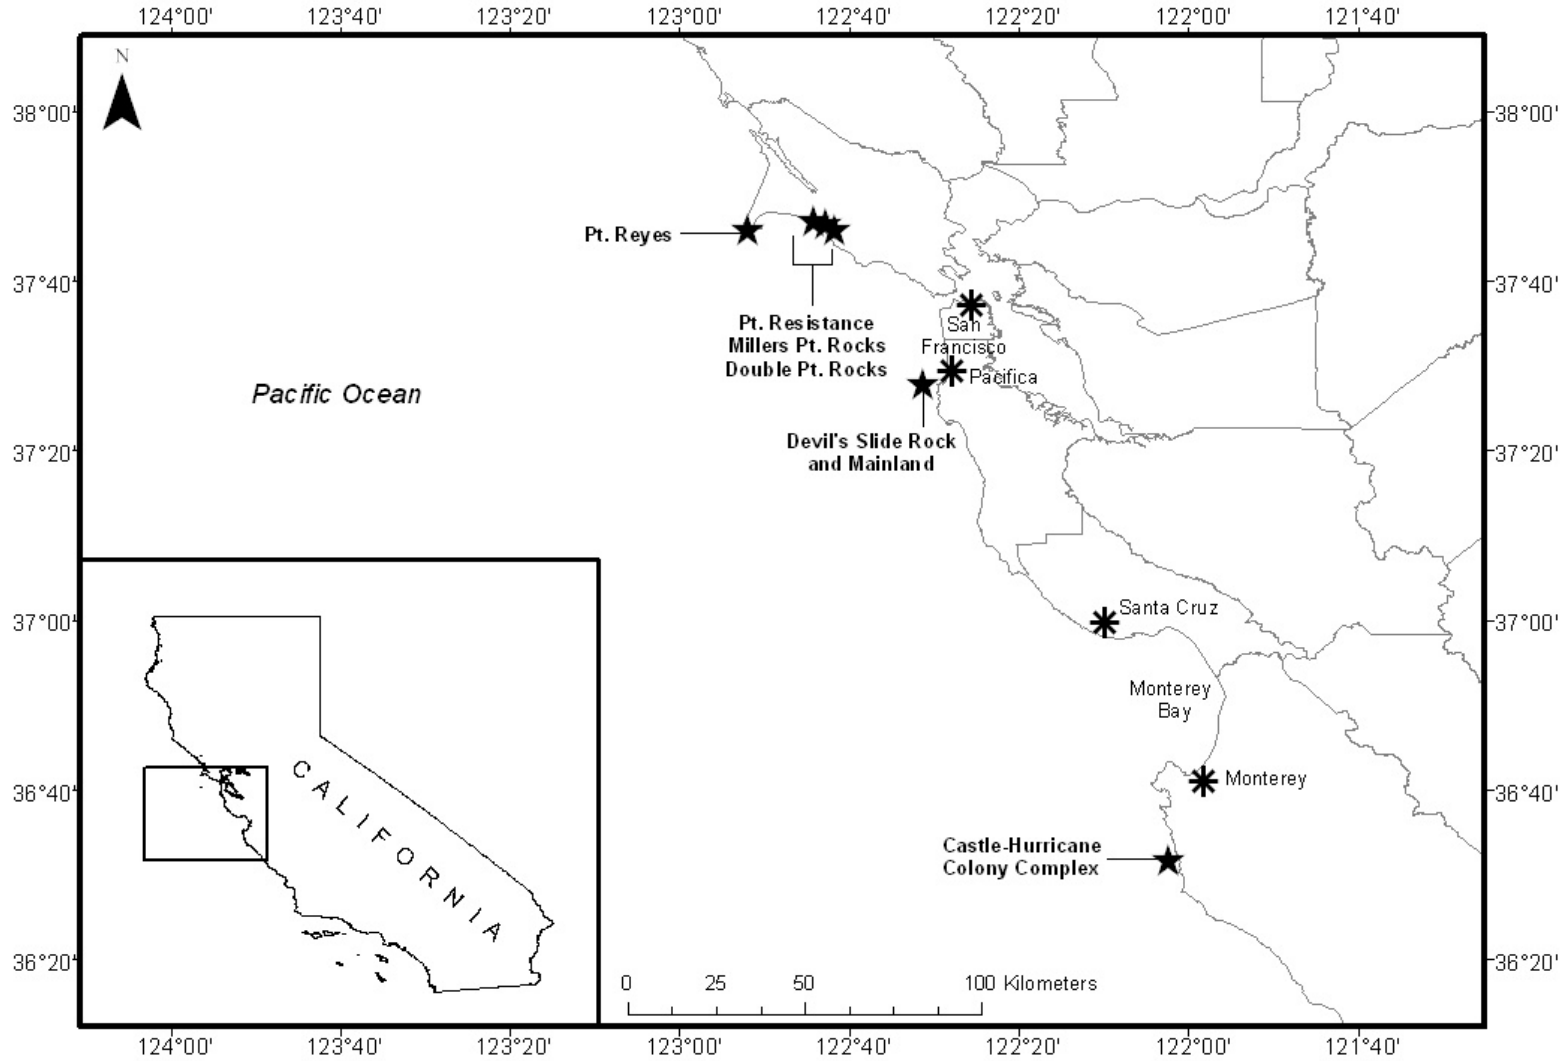 124°00' 123°40' 123°20' 123°00' 122°40' 122°20' 122°00' 121°40'
N
38°00' 38°00'
Pt. Reyes
37°40' 37°40'
Pt. Resistance
Millers Pt. Rocks
Double Pt. Rocks
San
Francisco
Pacifica
Pacific Ocean
Devil's Slide Rock
and Mainland
37°20' 37°20'
37°00' 37°00'
Santa Cruz
Monterey
Bay
CALIFORNIA
36°40' 36°40'
Monterey
Castle-Hurricane
Colony Complex
36°20' 36°20'
0 25 50 100 Kilometers
124°00' 123°40' 123°20' 123°00' 122°40' 122°20' 122°00' 121°40'